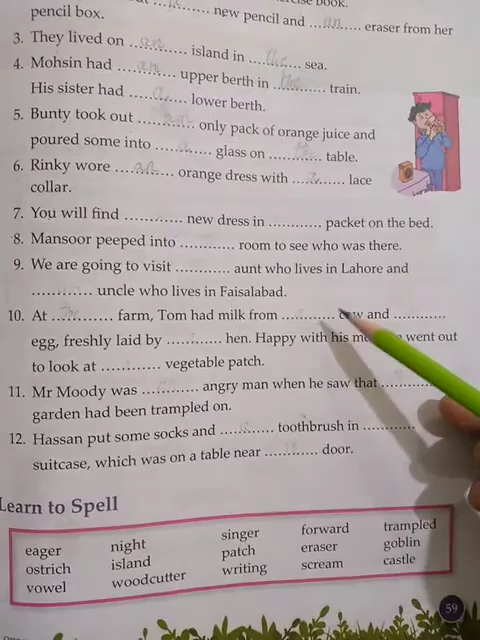 new pencil and ...an... eraser from her
pencil box.
3. They lived on ...an... island in ...the... sea.
4. Mohsin had ...an... upper berth in ...the... train.
His sister had ...a... lower berth.
5. Bunty took out ............ only pack of orange juice and
poured some into ...a... glass on ............ table.
6. Rinky wore ...an... orange dress with ...a... lace
collar.
7. You will find ............ new dress in ............ packet on the bed.
8. Mansoor peeped into ............ room to see who was there.
9. We are going to visit ............ aunt who lives in Lahore and
............ uncle who lives in Faisalabad.
10. At ............ farm, Tom had milk from ............ cow and ............
egg, freshly laid by ............ hen. Happy with his went out
to look at ............ vegetable patch.
11. Mr Moody was ............ angry man when he saw that ............
garden had been trampled on.
12. Hassan put some socks and ............ toothbrush in ............
suitcase, which was on a table near ............ door.
Learn to Spell
eager night singer forward trampled
ostrich island patch eraser goblin
vowel woodcutter writing scream castle
59